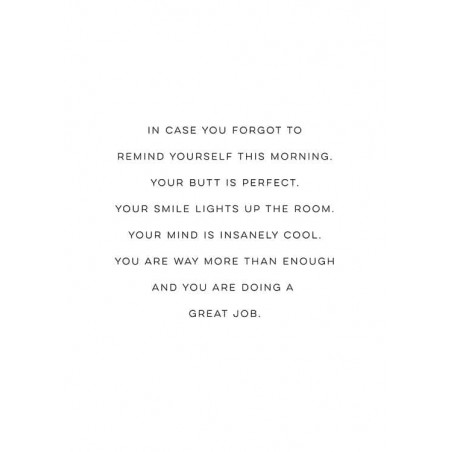 IN CASE YOU FORGOT TO
REMIND YOURSELF THIS MORNING.
YOUR BUTT IS PERFECT.
YOUR SMILE LIGHTS UP THE ROOM.
YOUR MIND IS INSANELY COOL.
YOU ARE WAY MORE THAN ENOUGH
AND YOU ARE DOING A
GREAT JOB.